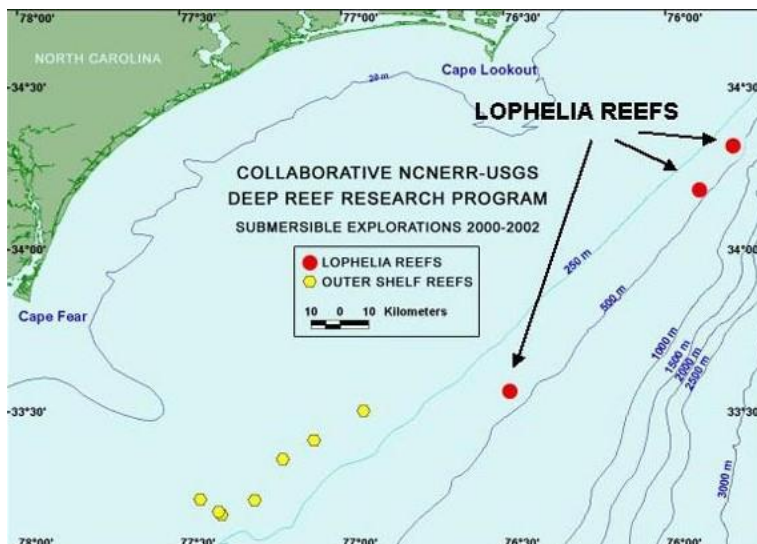 78°00' 77°30' 77°00' 76°30' 76°00'
NORTH CAROLINA
Cape Lookout
20 m
34°30' 34°30'
LOPHELIA REEFS
COLLABORATIVE NCNERR-USGS
DEEP REEF RESEARCH PROGRAM
SUBMERSIBLE EXPLORATIONS 2000-2002
34°00' 34°00'
250 m
LOPHELIA REEFS
OUTER SHELF REEFS
10 0 10 Kilometers
Cape Fear
500 m
1000 m
1500 m
2000 m
2500 m
33°30' 33°30'
3000 m
78°00' 77°30' 77°00' 76°30' 76°00'